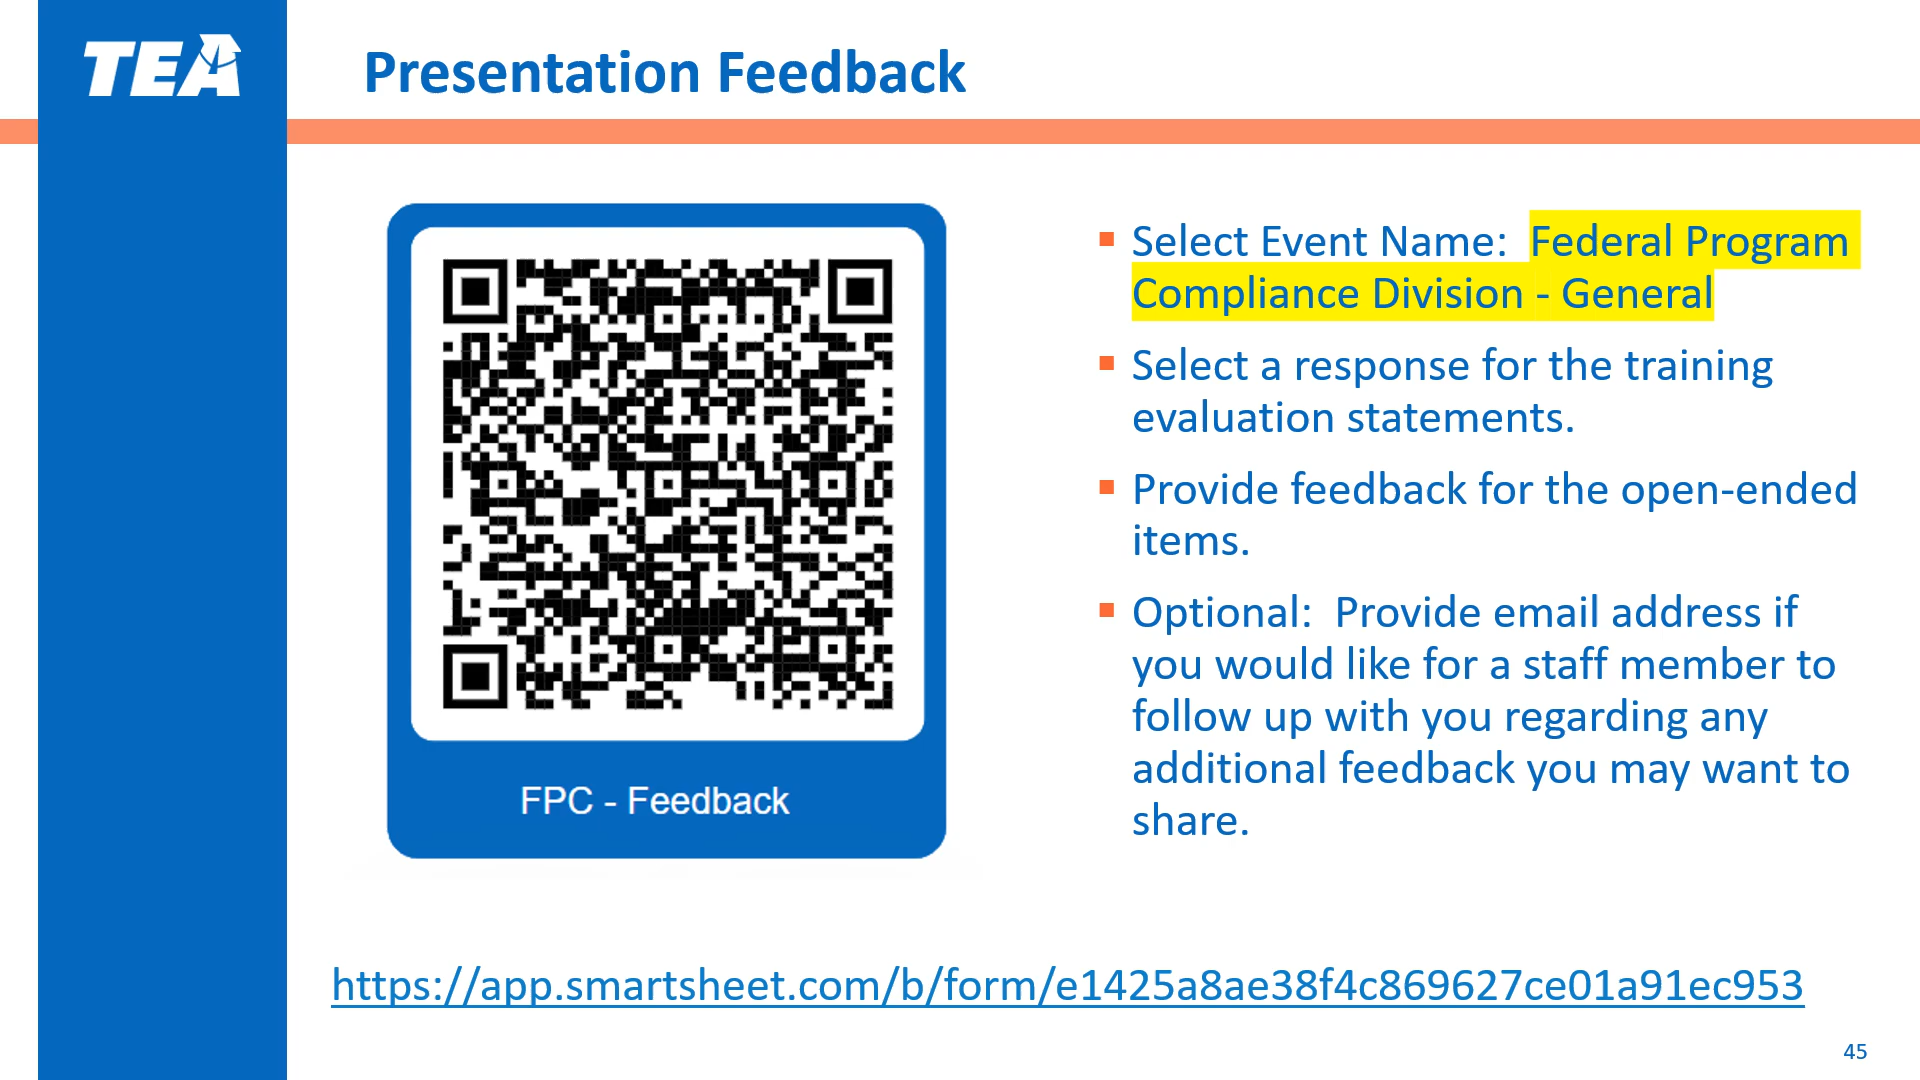 TEA
Presentation Feedback
Select Event Name:  Federal Program
Compliance Division - General
Select a response for the training
evaluation statements.
Provide feedback for the open-ended
items.
Optional:  Provide email address if
you would like for a staff member to
follow up with you regarding any
additional feedback you may want to
share.
FPC - Feedback
https://app.smartsheet.com/b/form/e1425a8ae38f4c869627ce01a91ec953
45